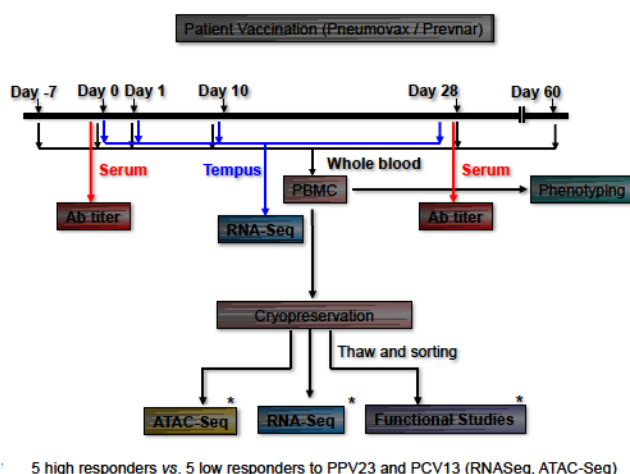 Patient Vaccination (Pneumovax / Prevnar)
Day -7 Day 0 Day 1 Day 10 Day 28 Day 60
Whole blood
Serum Tempus Serum
PBMC Phenotyping
Ab titer Ab titer
RNA-Seq
Cryopreservation
Thaw and sorting
* * *
ATAC-Seq RNA-Seq Functional Studies
5 high responders vs. 5 low responders to PPV23 and PCV13 (RNASeq, ATAC-Seq)